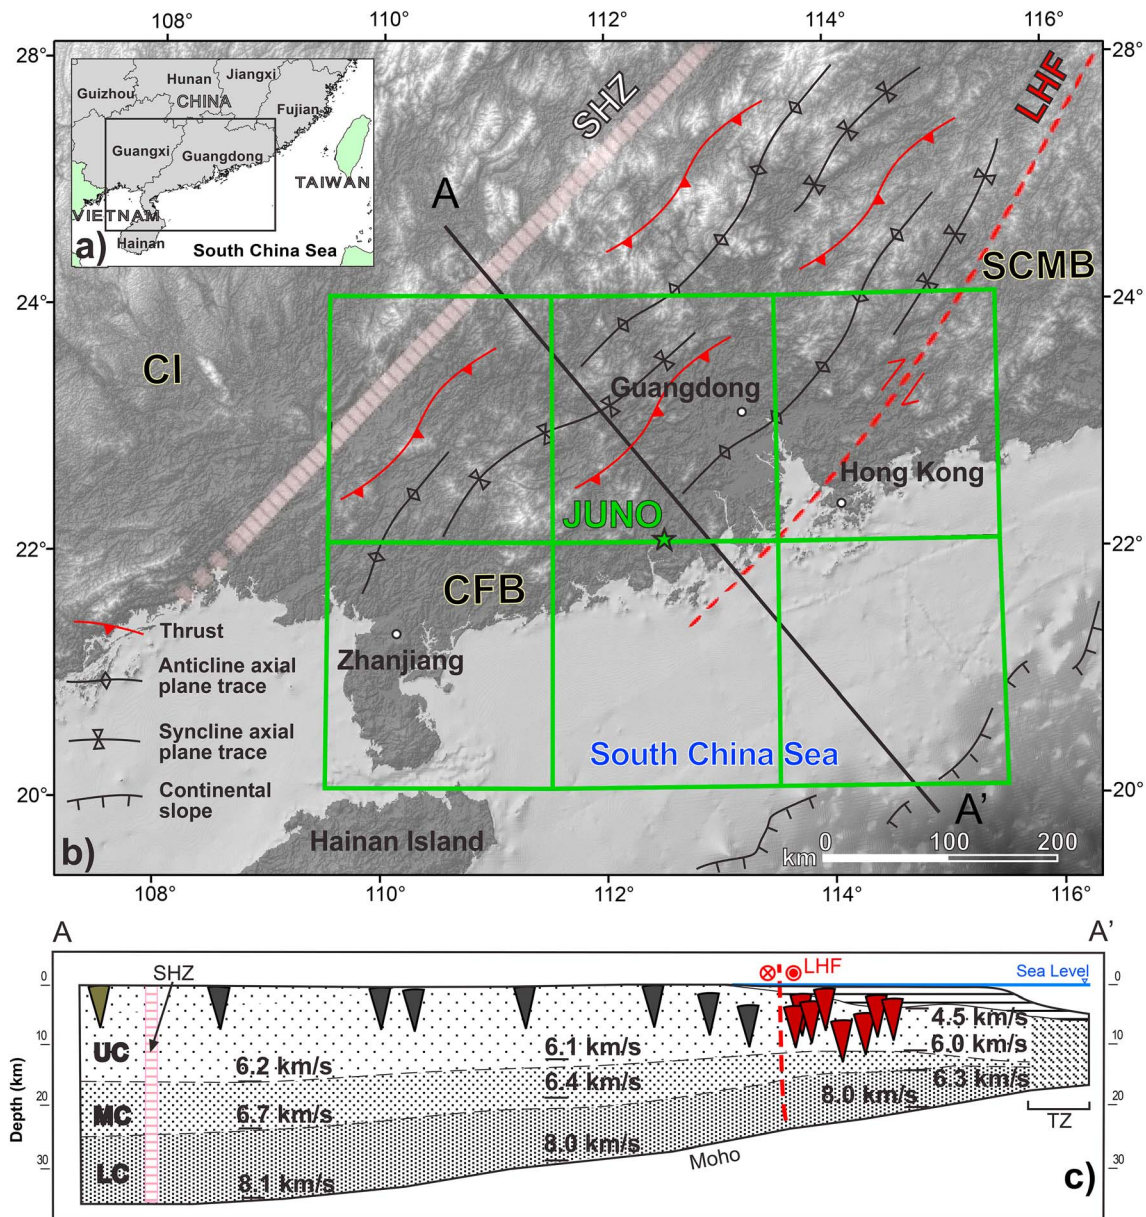 108°
110°
112°
114°
116°
28°
28°
Guizhou
Hunan
Jiangxi
CHINA
Fujian
Guangxi
Guangdong
TAIWAN
VIETNAM
Hainan
a)
South China Sea
SHZ
LHF
A
SCMB
24°
24°
CI
Guangdong
Hong Kong
JUNO
22°
22°
CFB
Thrust
Zhanjiang
Anticline axial
plane trace
Syncline axial
plane trace
South China Sea
Continental
slope
20°
20°
A'
Hainan Island
b)
km
0
100
200
108°
110°
112°
114°
116°
A
A'
SHZ
LHF
Sea Level
0
0
UC
4.5 km/s
10
10
6.2 km/s
6.1 km/s
6.0 km/s
Depth (km)
6.4 km/s
6.3 km/s
20
20
MC
6.7 km/s
8.0 km/s
TZ
8.0 km/s
30
30
LC
Moho
8.1 km/s
c)